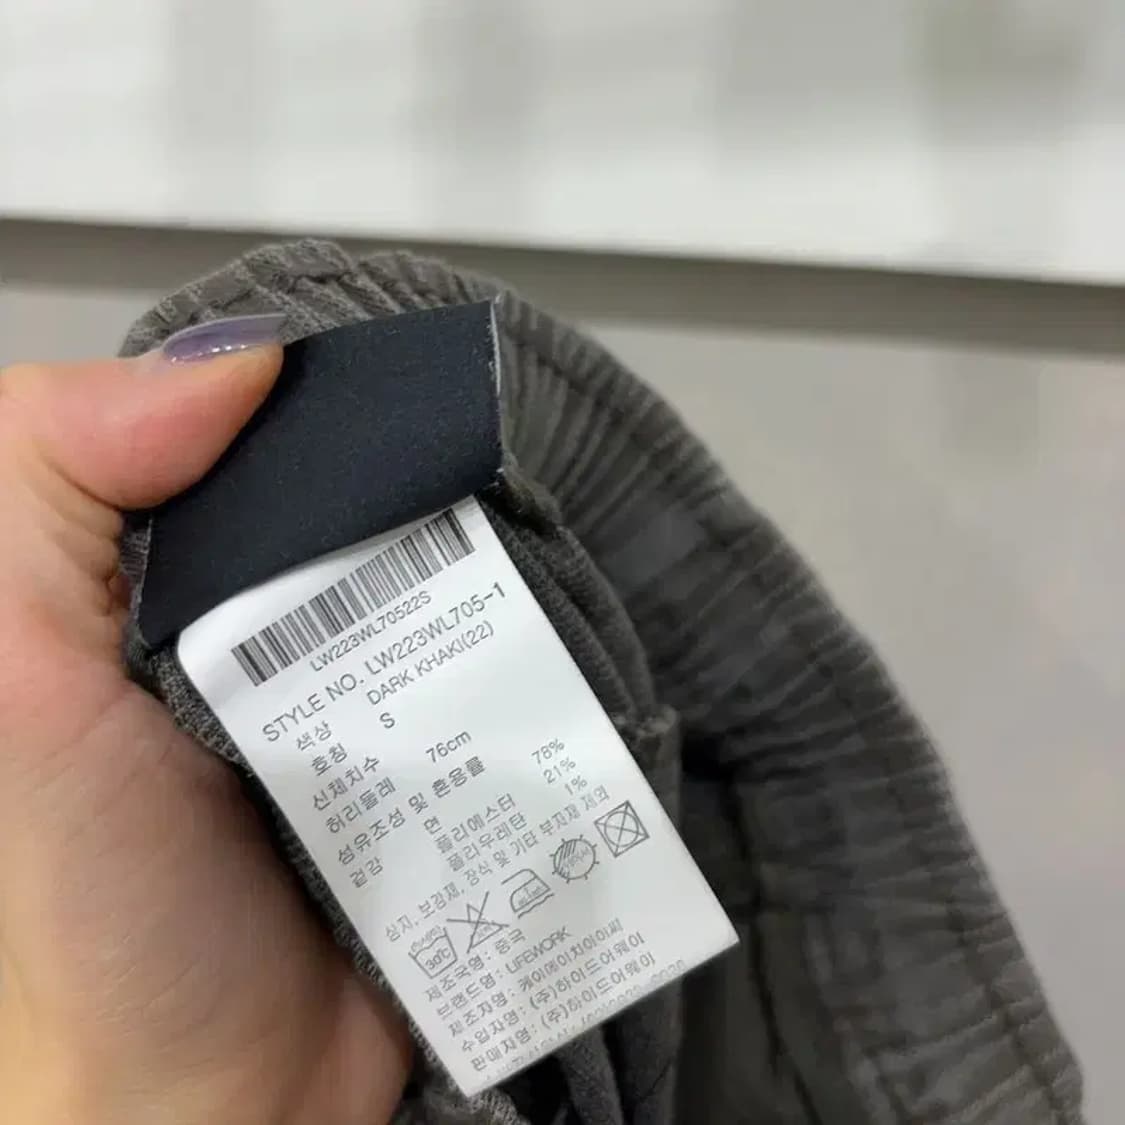 LW223WL70522S
STYLE NO. LW223WL705-1
색상 DARK KHAKI(22)
호칭 S
신체치수
허리둘레 76cm
섬유조성 및 혼용률
겉감 면 78%
폴리에스터 21%
폴리우레탄 1%
심지, 보강재, 장식 및 기타 부자재 제외
30℃
제조국명: 중국
브랜드명: LIFEWORK
제조자명: 케이에이치아이씨
수입자명: (주)하이드어웨이
판매자명: (주)하이드어웨이